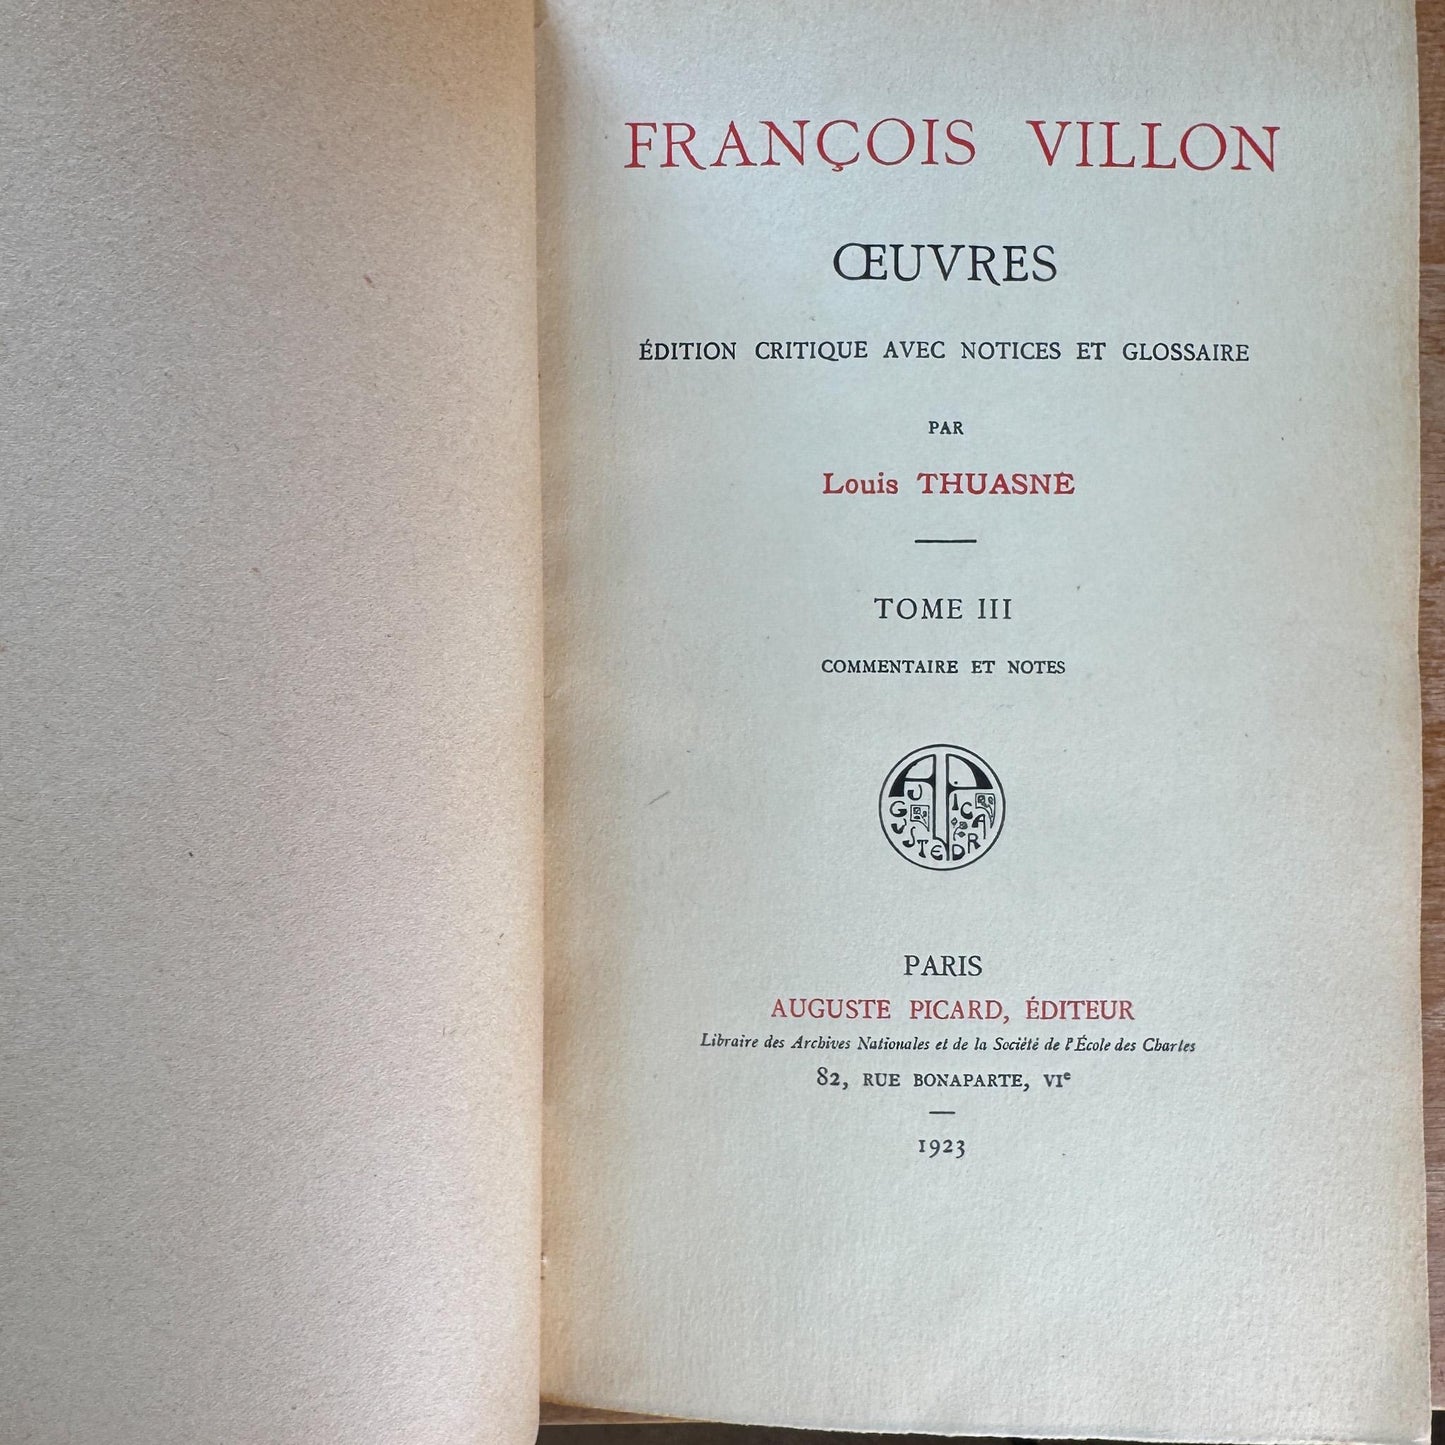 FRANÇOIS VILLON
ŒUVRES
ÉDITION CRITIQUE AVEC NOTICES ET GLOSSAIRE
PAR
Louis THUASNE
TOME III
COMMENTAIRE ET NOTES
AUGUSTE PICARD
PARIS
AUGUSTE PICARD, ÉDITEUR
Libraire des Archives Nationales et de la Société de l'École des Chartes
82, RUE BONAPARTE, VIe
1923